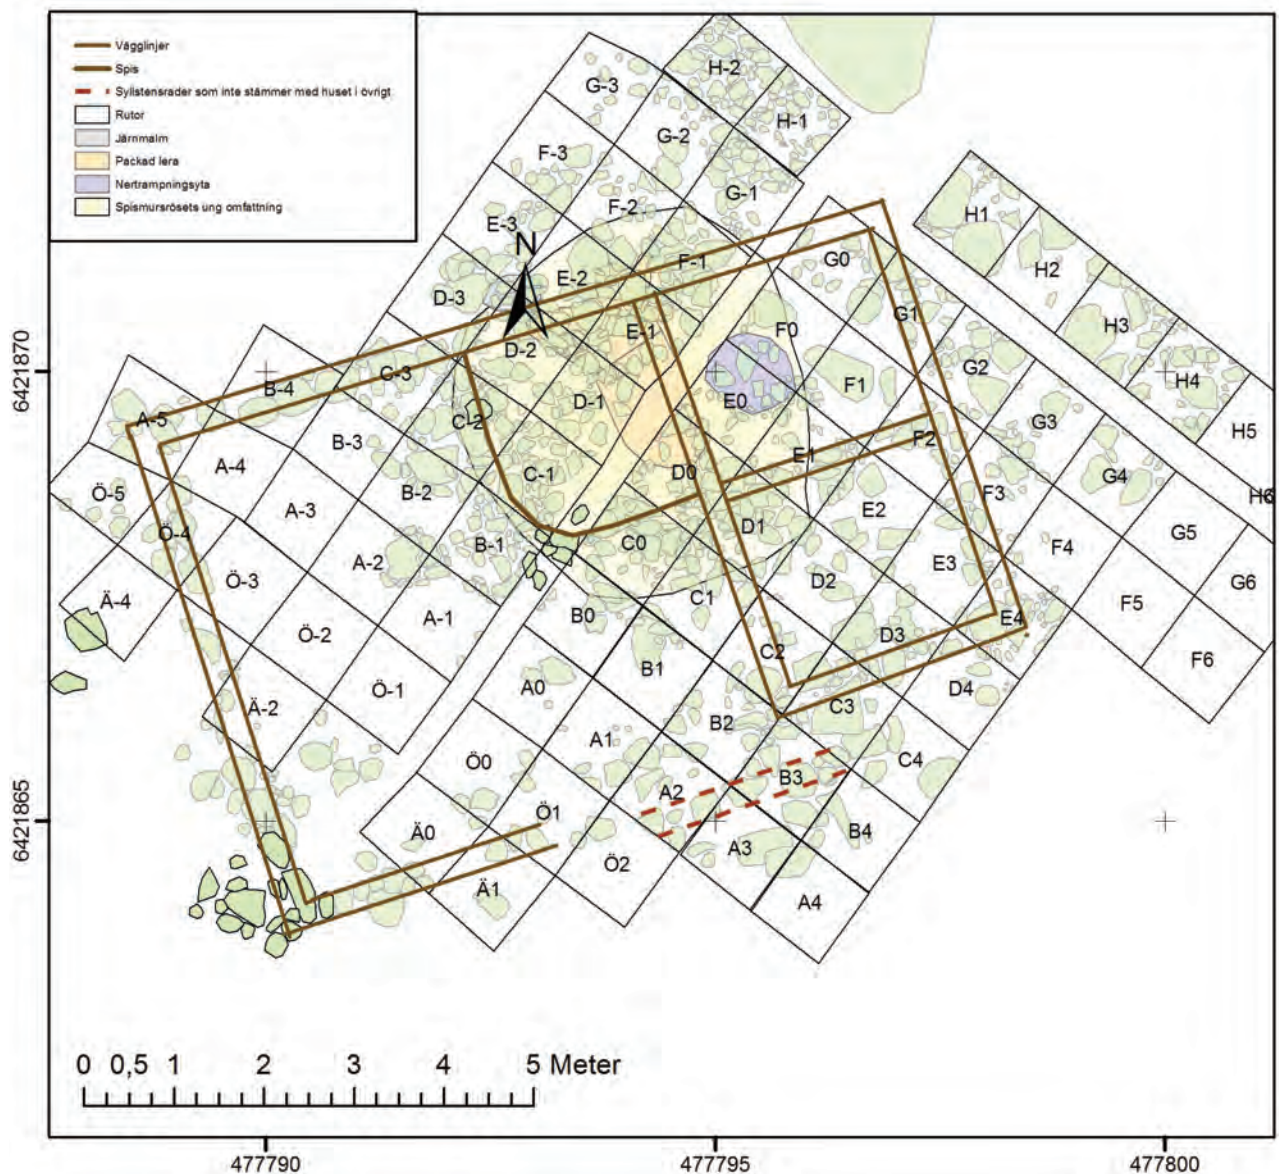 Vägglinjer
Spis
Syllstensrader som inte stämmer med huset i övrigt
Rutor
Järnmalm
Packad lera
Nertrampningsyta
Spismursrösets ung omfattning
H-2
G-3
H-1
G-2
F-3
G-1
F-2
E-3
H1
N
G0
H2
F-1
E-2
D-3
G1
H3
E-1
F0
D-2
G2
C-3
H4
B-4
F1
E0
D-1
A-5
C-2
G3
H5
F2
B-3
E1
A-4
D0
C-1
G4
Ö-5
B-2
F3
H6
A-3
E2
D1
G5
Ö-4
C0
B-1
F4
A-2
E3
Ö-3
D2
G6
Ä-4
C1
F5
B0
A-1
E4
Ö-2
D3
C2
F6
B1
Ö-1
A0
D4
Ä-2
C3
B2
A1
C4
Ö0
B3
A2
Ö1
Ä0
B4
A3
Ö2
Ä1
A4
6421870
6421865
0 0,5 1 2 3 4 5 Meter
477790 477795 477800